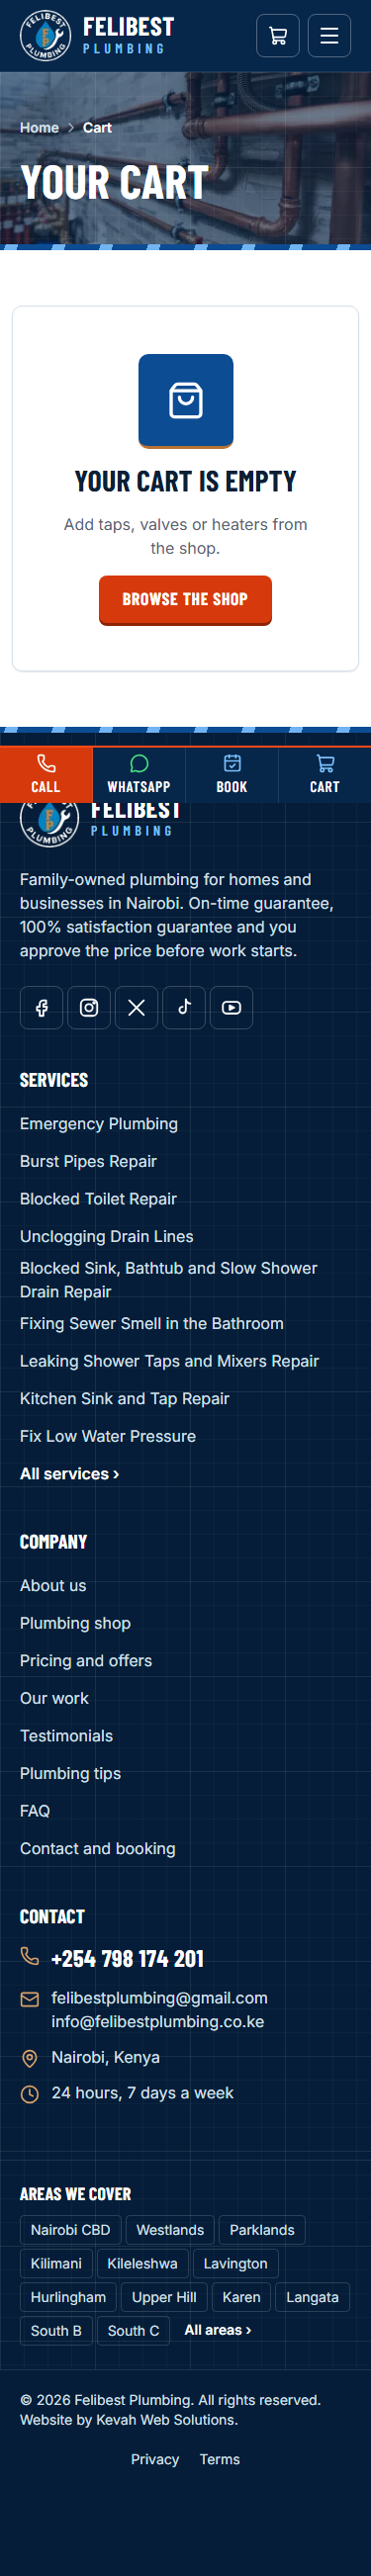 FELIBEST
PLUMBING
Home > Cart
YOUR CART
YOUR CART IS EMPTY
Add taps, valves or heaters from
the shop.
BROWSE THE SHOP
CALL
WHATSAPP
BOOK
CART
FELIBEST
PLUMBING
Family-owned plumbing for homes and
businesses in Nairobi. On-time guarantee,
100% satisfaction guarantee and you
approve the price before work starts.
SERVICES
Emergency Plumbing
Burst Pipes Repair
Blocked Toilet Repair
Unclogging Drain Lines
Blocked Sink, Bathtub and Slow Shower
Drain Repair
Fixing Sewer Smell in the Bathroom
Leaking Shower Taps and Mixers Repair
Kitchen Sink and Tap Repair
Fix Low Water Pressure
All services ›
COMPANY
About us
Plumbing shop
Pricing and offers
Our work
Testimonials
Plumbing tips
FAQ
Contact and booking
CONTACT
+254 798 174 201
felibestplumbing@gmail.com
info@felibestplumbing.co.ke
Nairobi, Kenya
24 hours, 7 days a week
AREAS WE COVER
Nairobi CBD Westlands Parklands
Kilimani Kileleshwa Lavington
Hurlingham Upper Hill Karen Langata
South B South C All areas ›
© 2026 Felibest Plumbing. All rights reserved.
Website by Kevah Web Solutions.
Privacy Terms